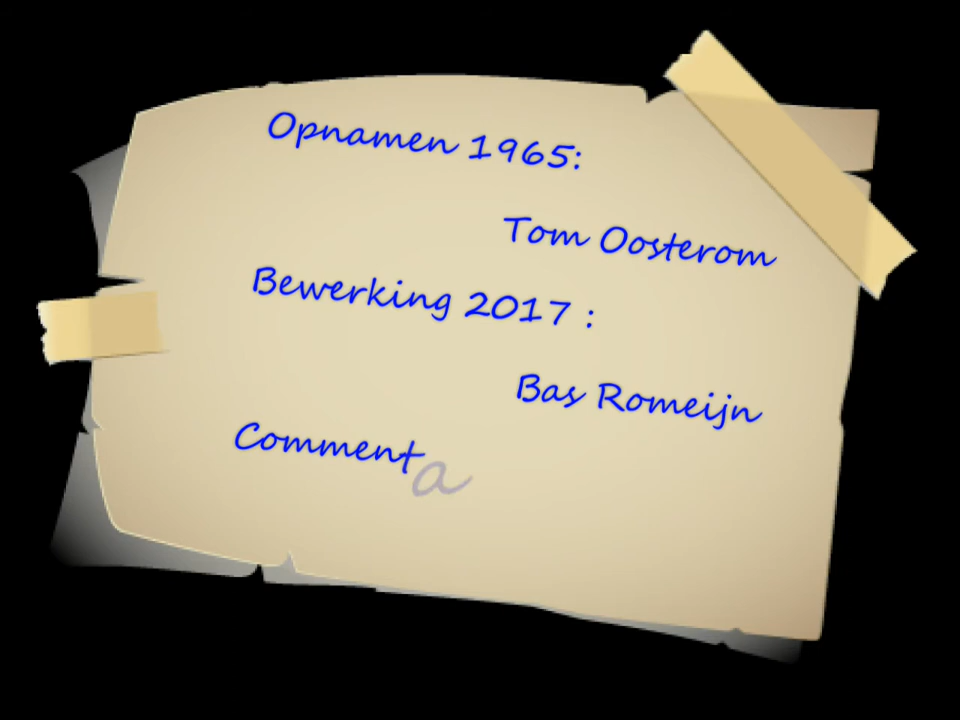 Opnamen 1965:
Tom Oosterom
Bewerking 2017 :
Bas Romeijn
Commenta